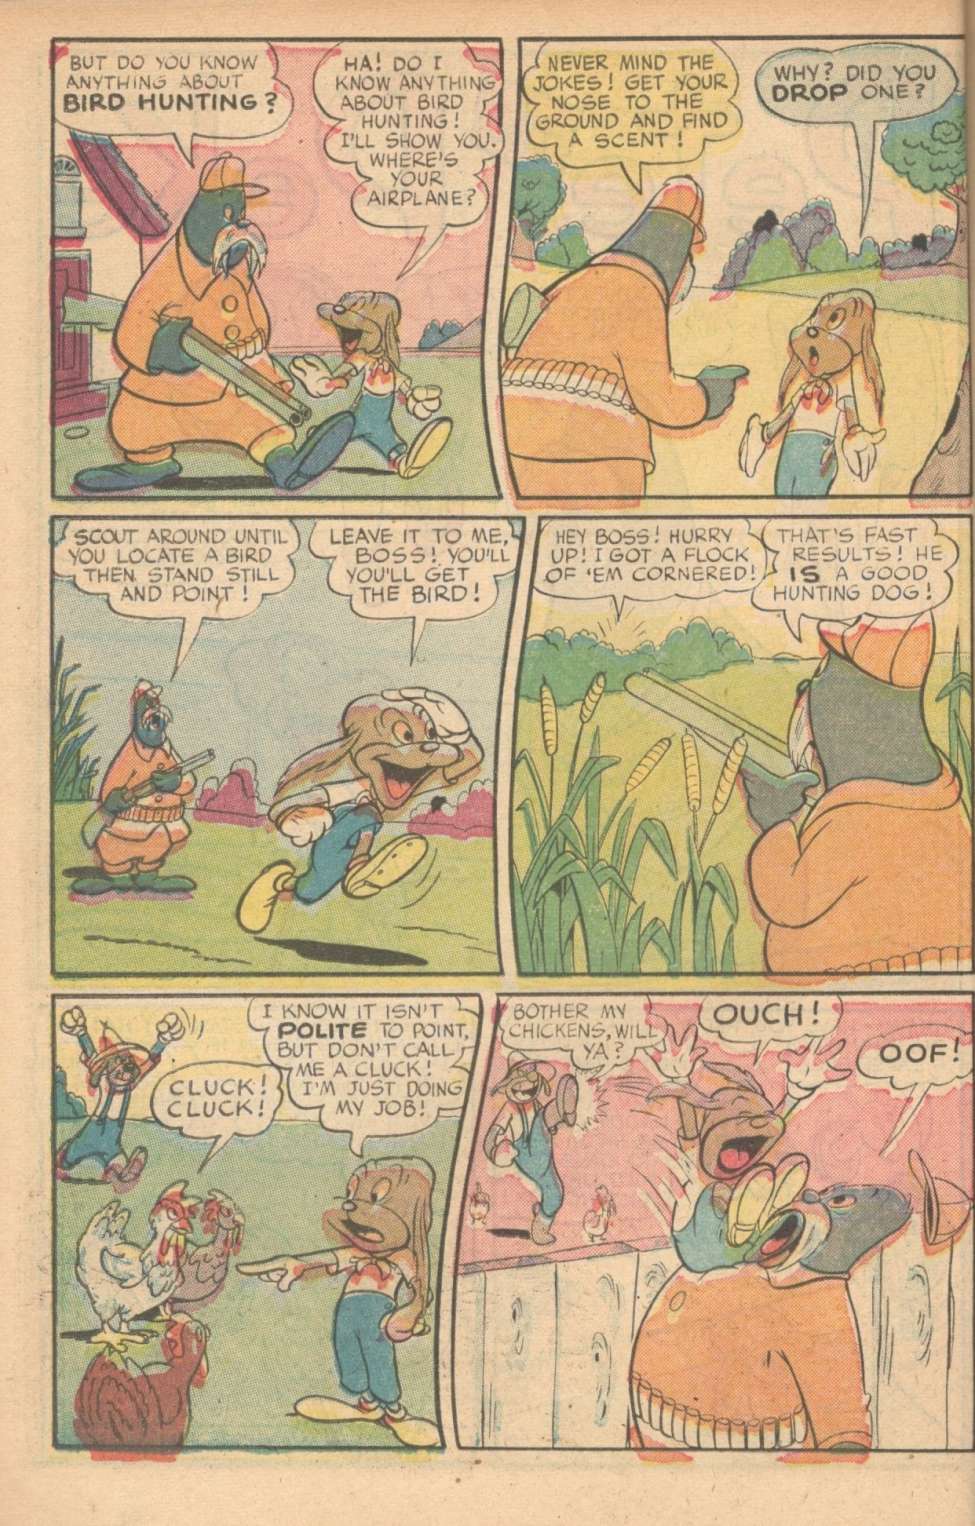 BUT DO YOU KNOW
ANYTHING ABOUT
BIRD HUNTING?
HA! DO I
KNOW ANYTHING
ABOUT BIRD
HUNTING!
I'LL SHOW YOU.
WHERE'S
YOUR
AIRPLANE?
NEVER MIND THE
JOKES! GET YOUR
NOSE TO THE
GROUND AND FIND
A SCENT!
WHY? DID YOU
DROP ONE?
SCOUT AROUND UNTIL
YOU LOCATE A BIRD
THEN STAND STILL
AND POINT!
LEAVE IT TO ME,
BOSS! YOU'LL
YOU'LL GET
THE BIRD!
HEY BOSS! HURRY
UP! I GOT A FLOCK
OF 'EM CORNERED!
THAT'S FAST
RESULTS! HE
IS A GOOD
HUNTING DOG!
CLUCK!
CLUCK!
I KNOW IT ISN'T
POLITE TO POINT,
BUT DON'T CALL
ME A CLUCK!
I'M JUST DOING
MY JOB!
BOTHER MY
CHICKENS, WILL
YA?
OUCH!
OOF!